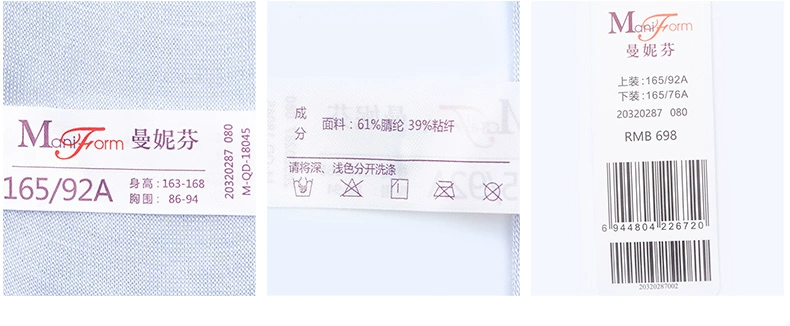 ManiForm 曼妮芬
165/92A
身高：163-168
胸围： 86-94
20320287 080
M-QD-18045
成分 面料：61%腈纶 39%粘纤
请将深、浅色分开洗涤
ManiForm
曼妮芬
上装：165/92A
下装：165/76A
20320287 080
RMB 698
6 944804 226720
20320287002